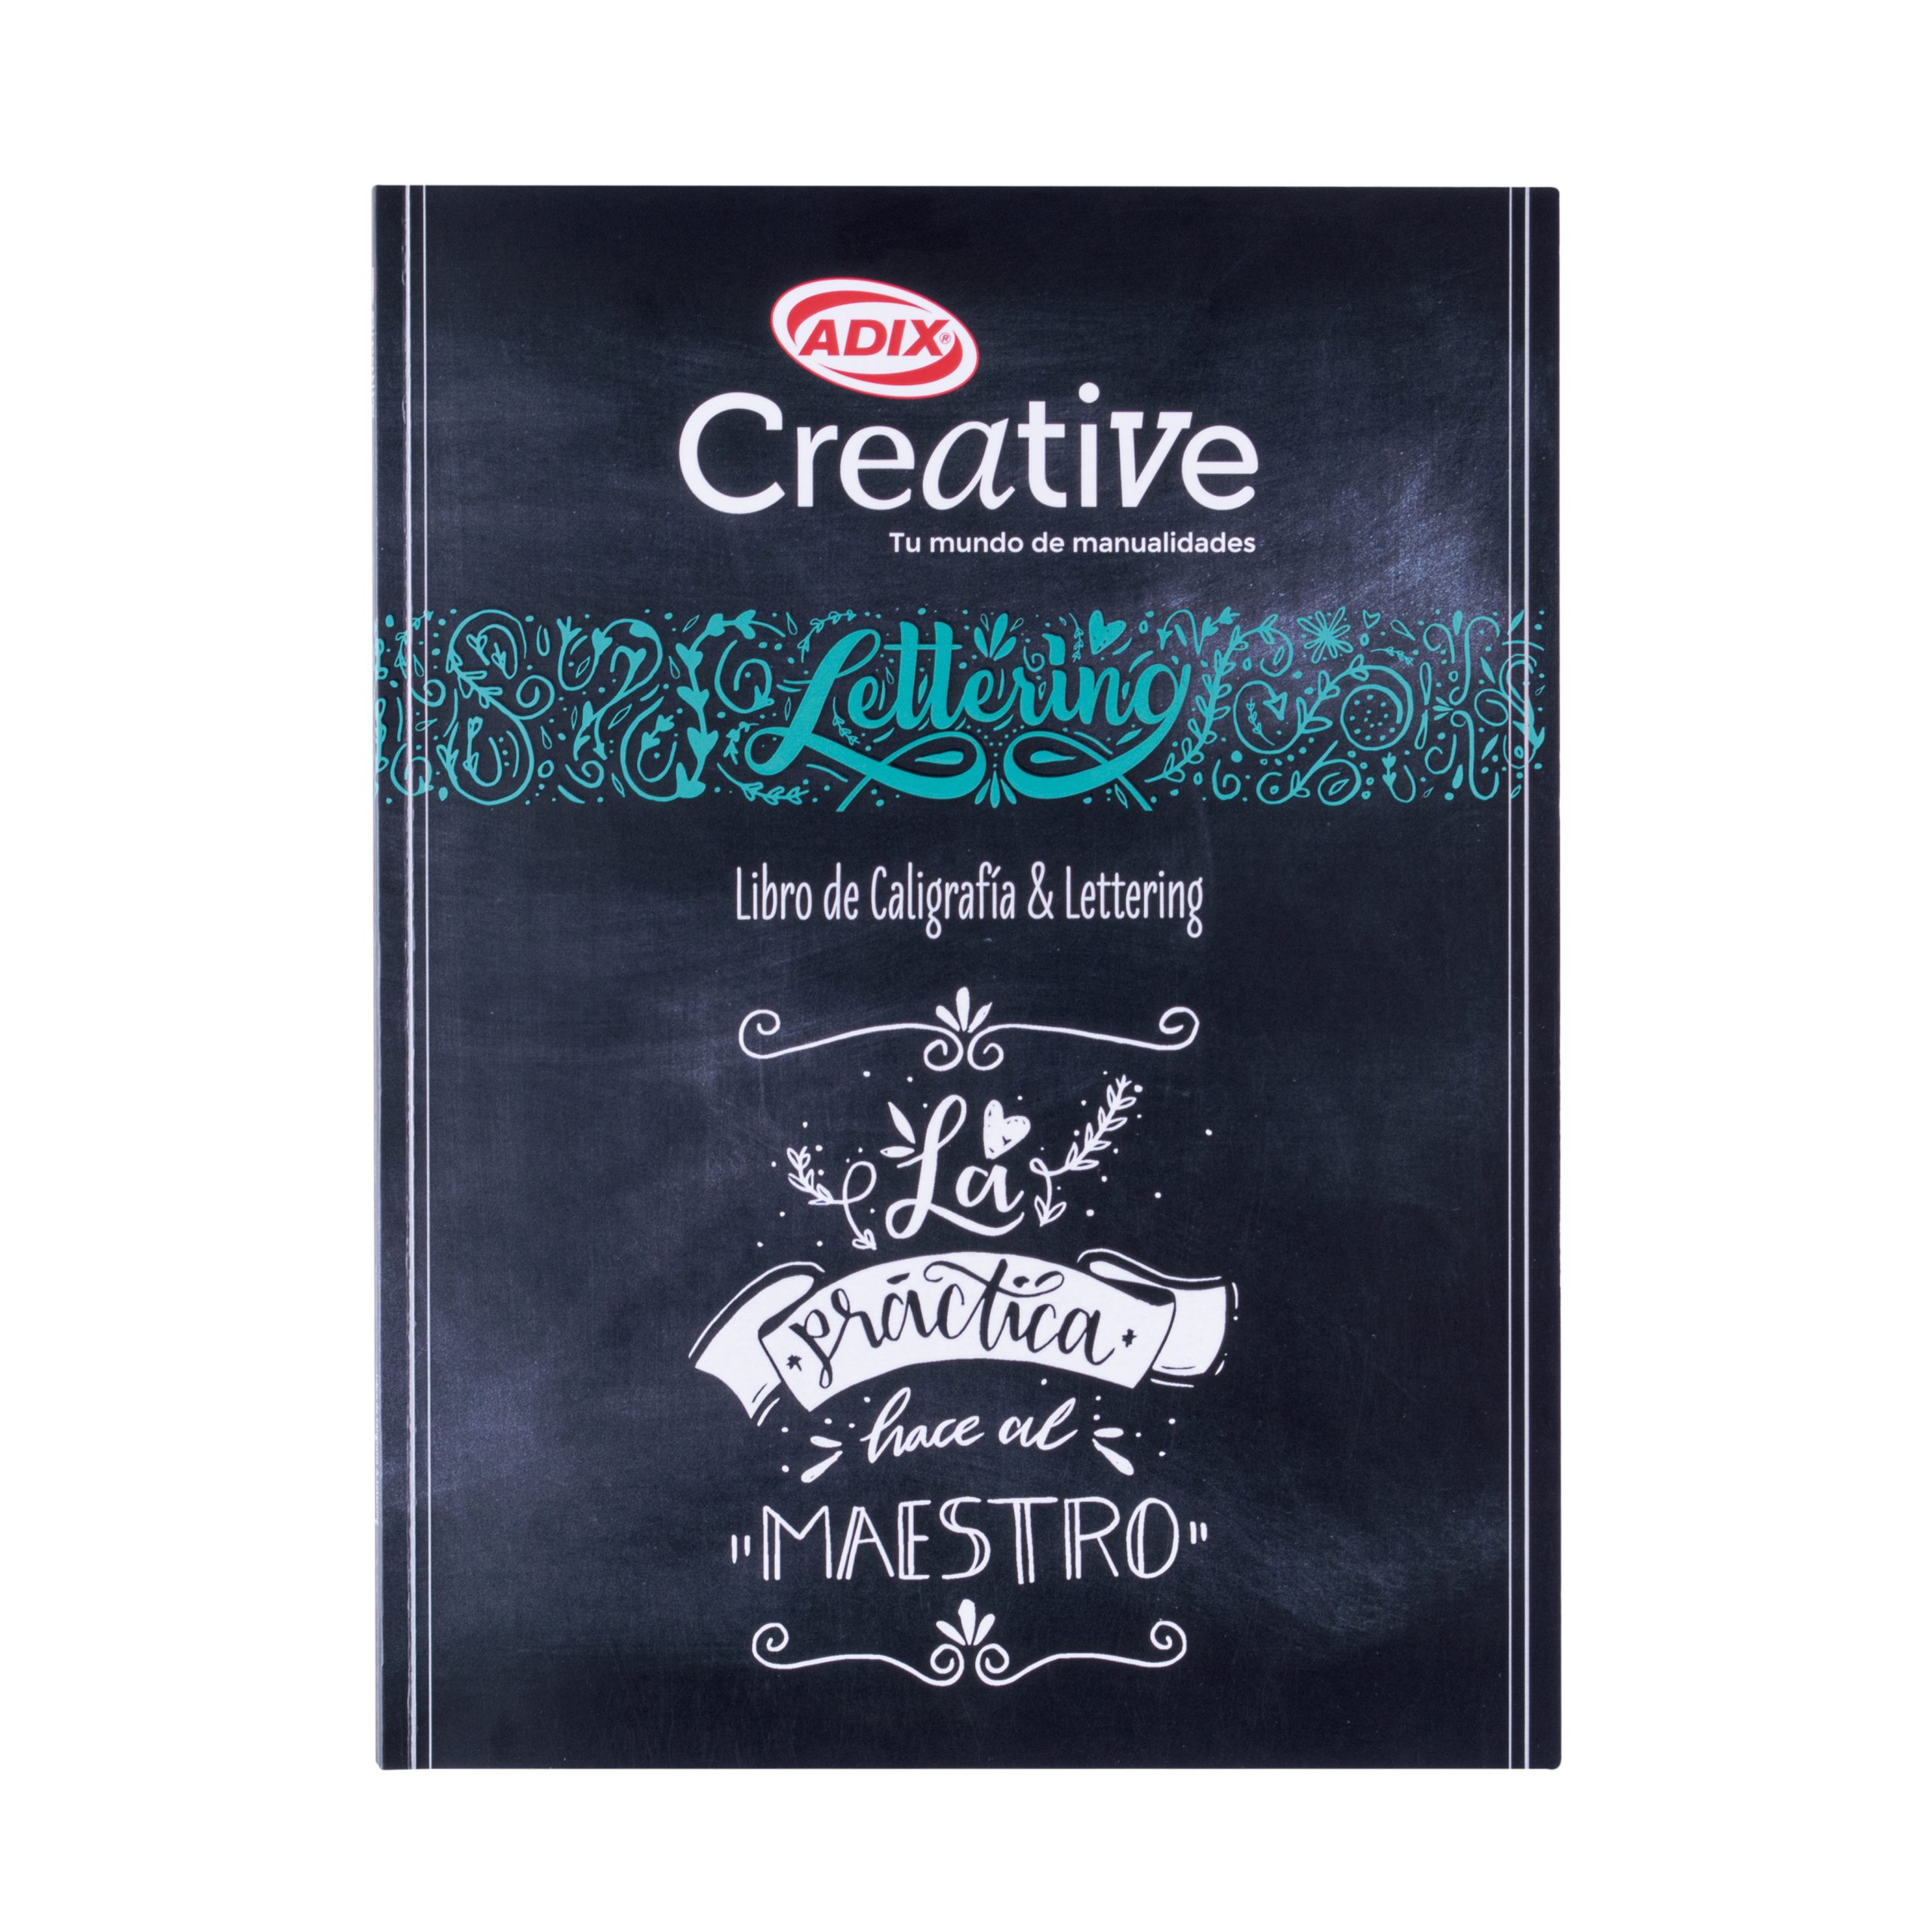 ADIX®
Creative
Tu mundo de manualidades
Lettering
Libro de Caligrafía & Lettering
La
práctica
hace al
"MAESTRO"